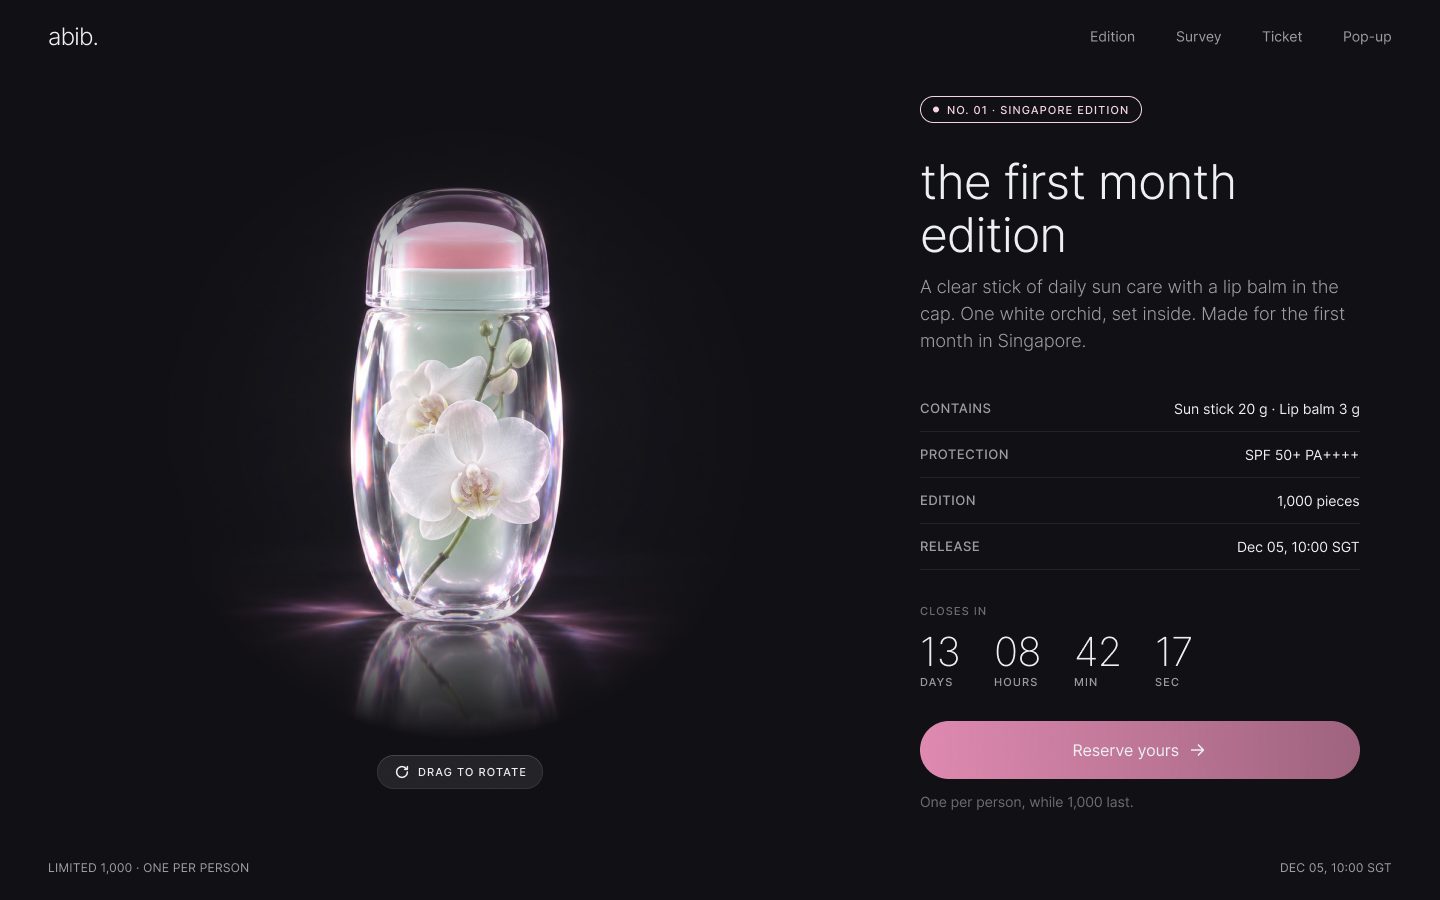 abib.
Edition Survey Ticket Pop-up
NO. 01 · SINGAPORE EDITION
the first month
edition
A clear stick of daily sun care with a lip balm in the
cap. One white orchid, set inside. Made for the first
month in Singapore.
CONTAINS Sun stick 20 g · Lip balm 3 g
PROTECTION SPF 50+ PA++++
EDITION 1,000 pieces
RELEASE Dec 05, 10:00 SGT
CLOSES IN
13 08 42 17
DAYS HOURS MIN SEC
Reserve yours →
One per person, while 1,000 last.
DRAG TO ROTATE
LIMITED 1,000 · ONE PER PERSON
DEC 05, 10:00 SGT